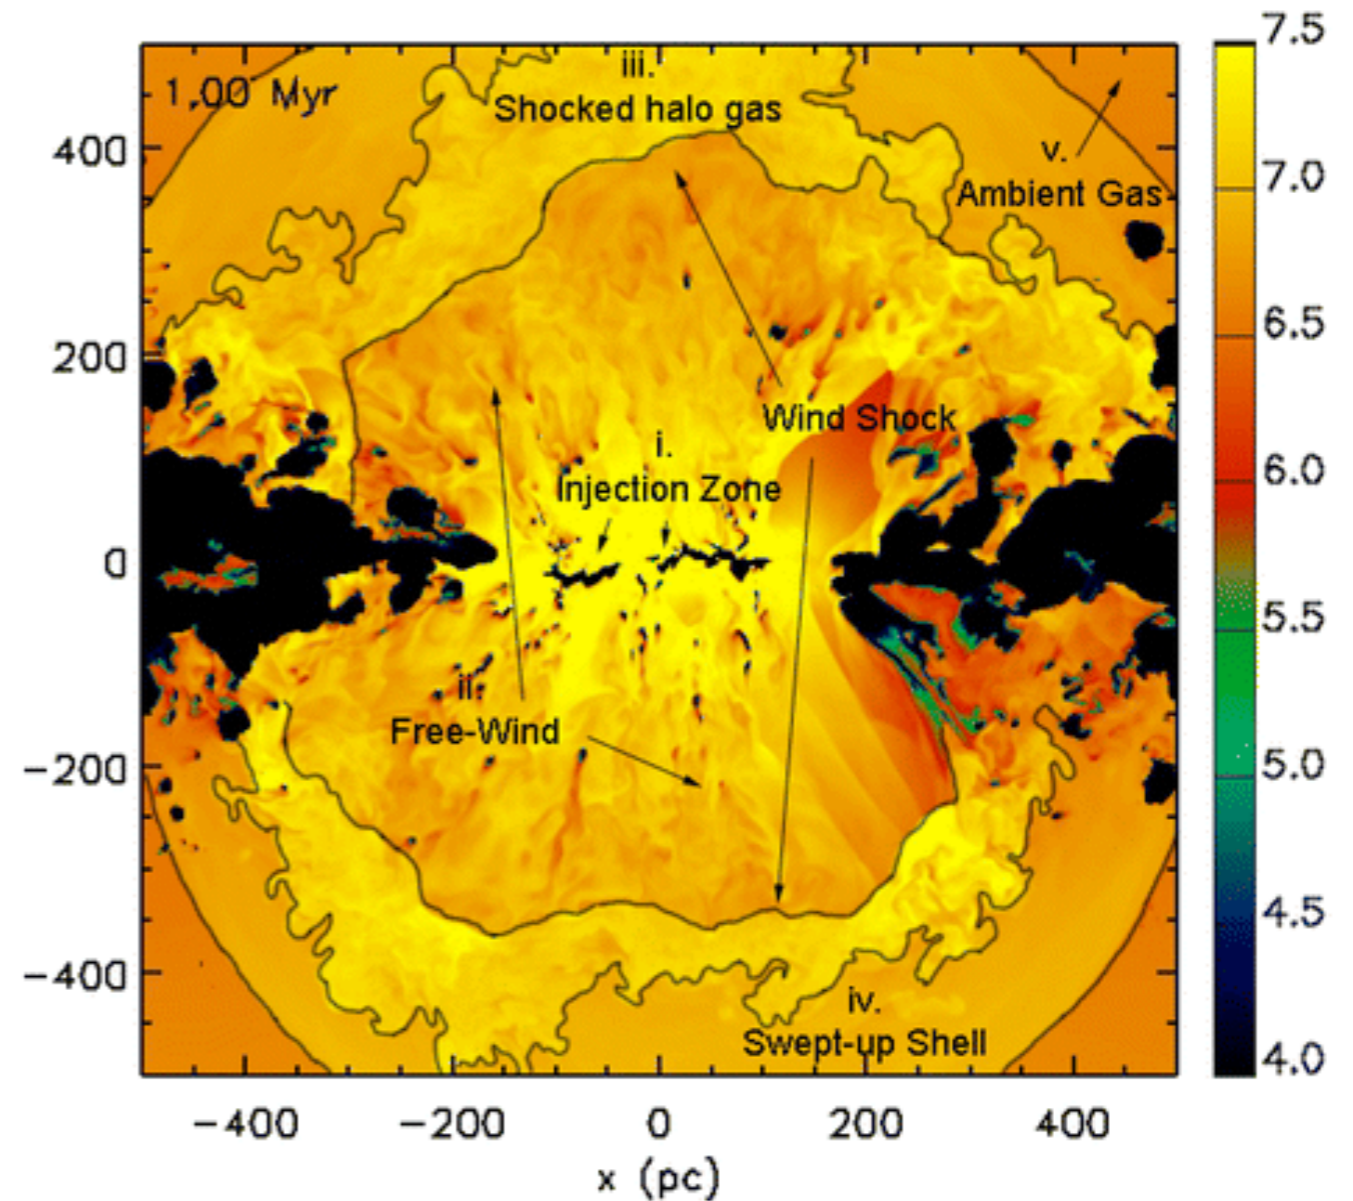 7.5
iii.
1.00 Myr
Shocked halo gas
400
v.
7.0
Ambient Gas
6.5
200
Wind Shock
i.
6.0
Injection Zone
0
5.5
ii.
Free-Wind
-200
5.0
4.5
-400
iv.
Swept-up Shell
4.0
-400 -200 0 200 400
x (pc)